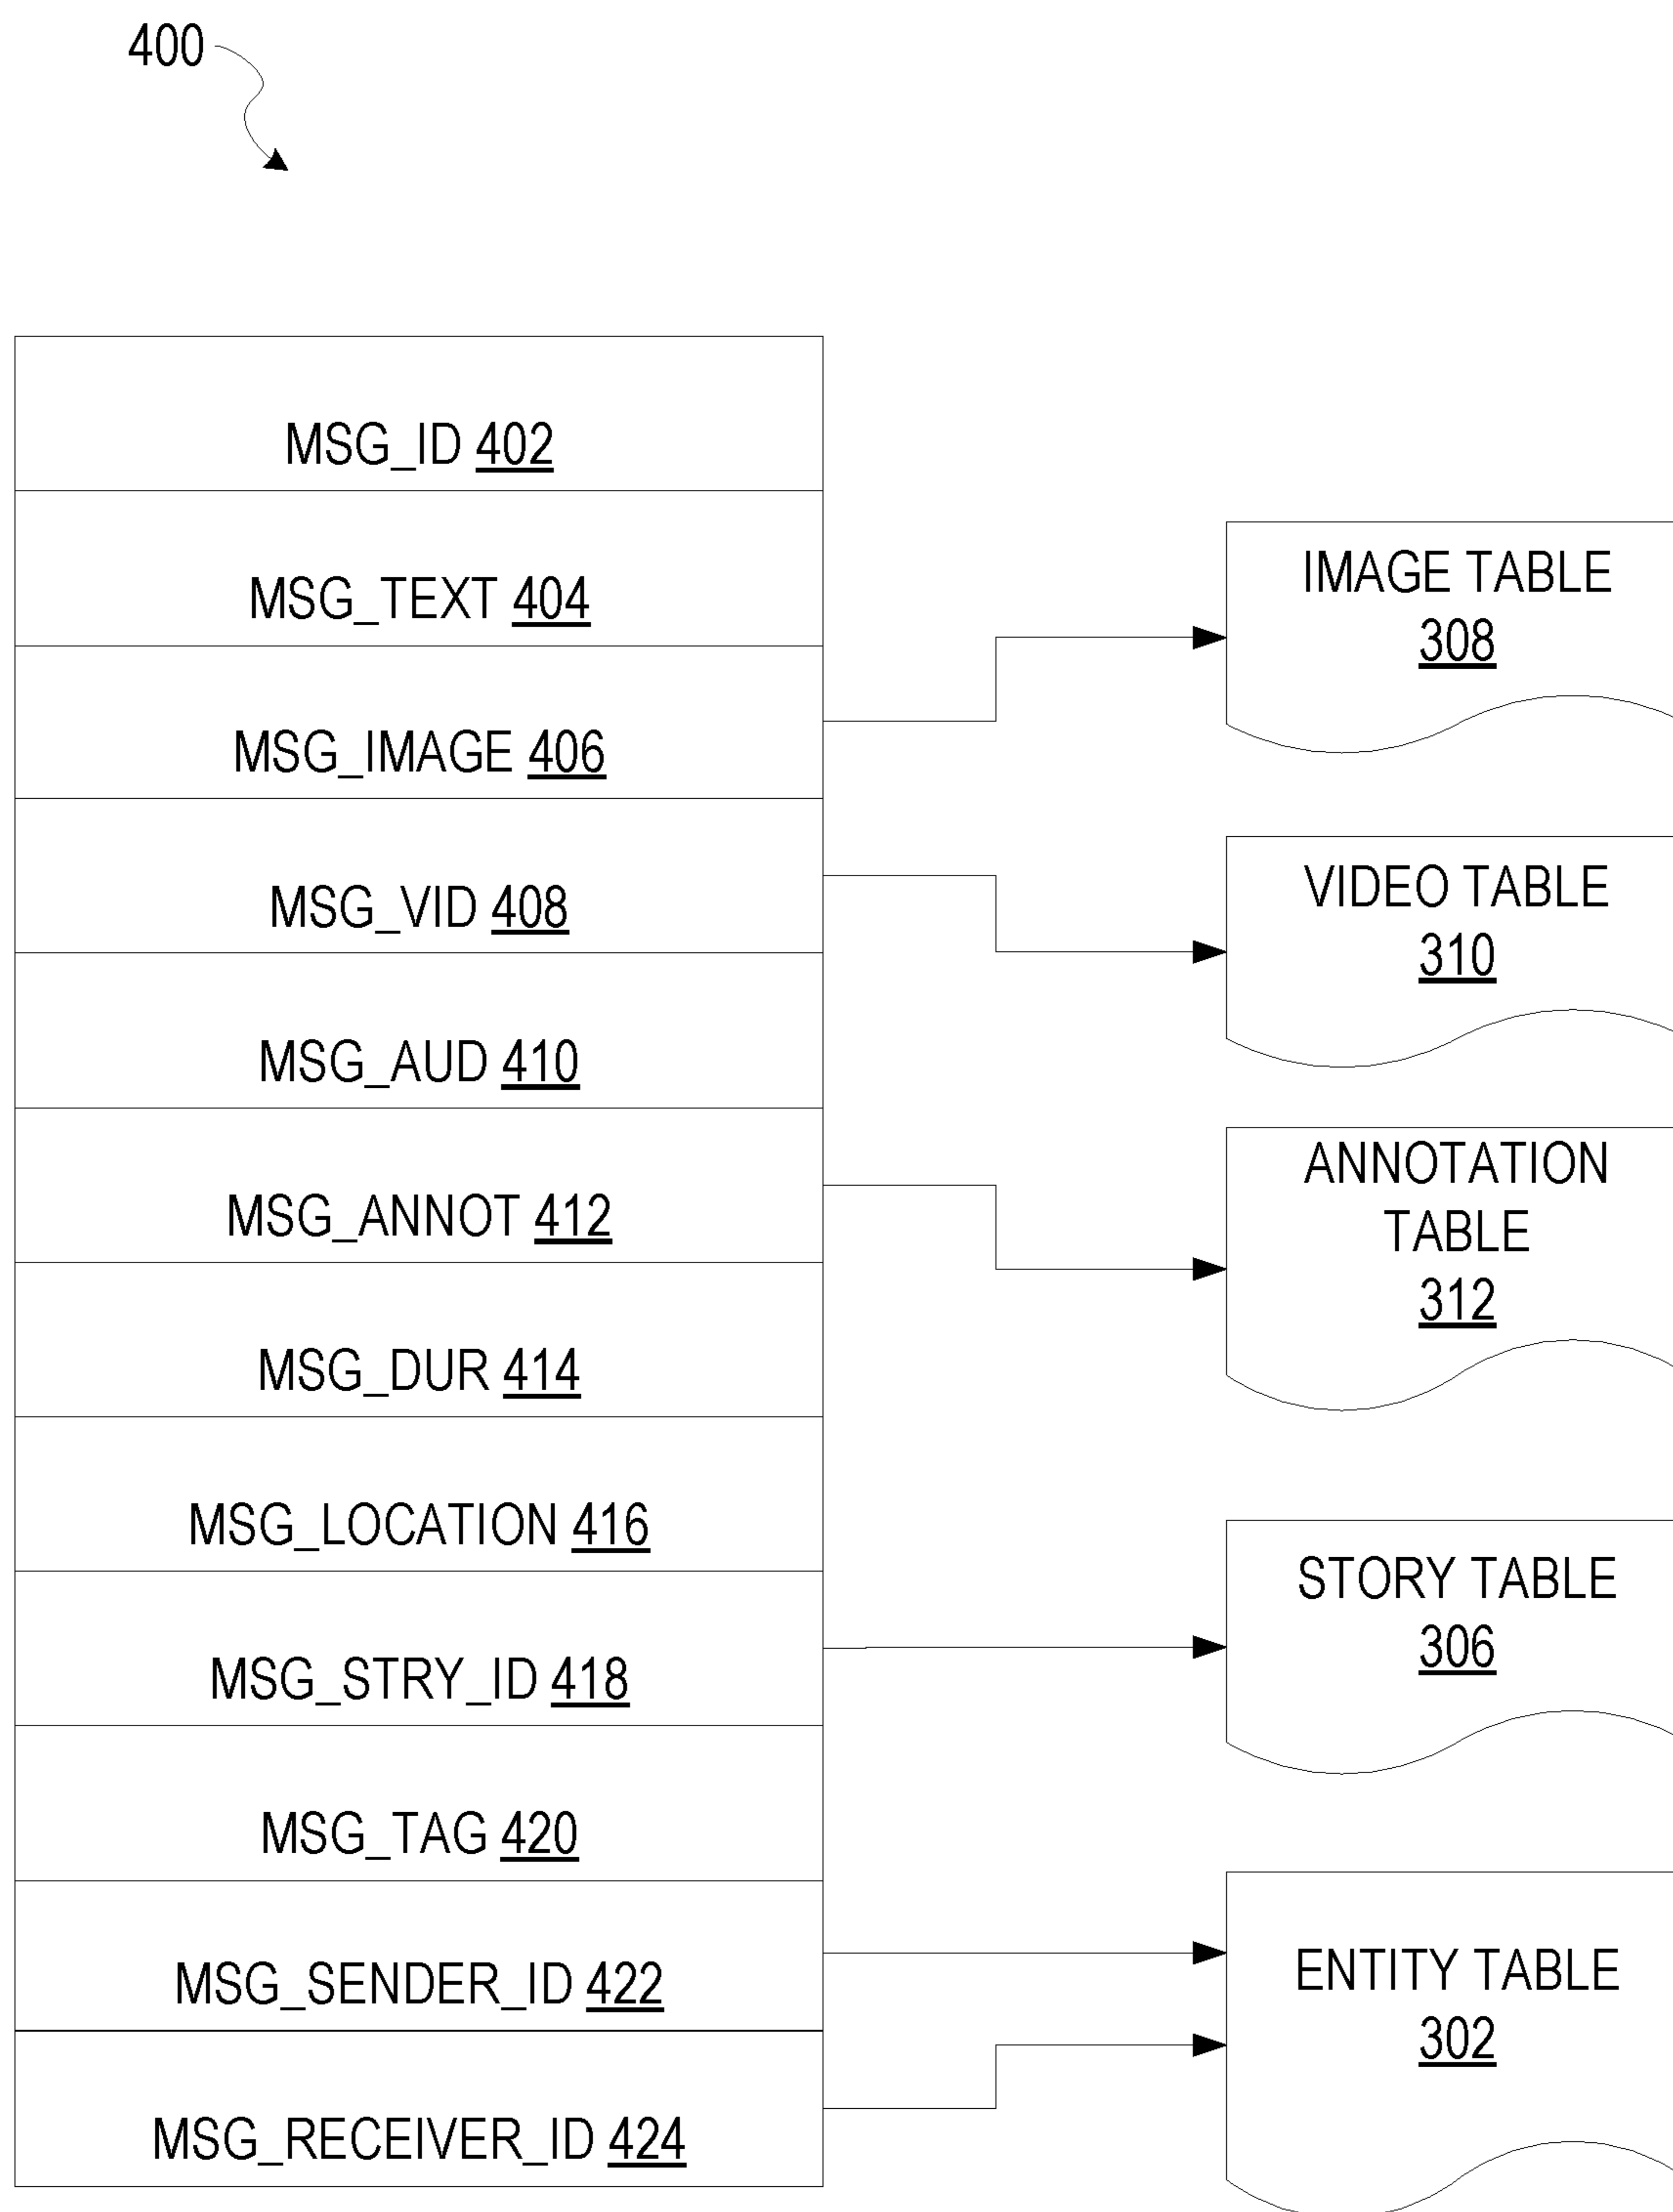 400
MSG_ID 402
MSG_TEXT 404
MSG_IMAGE 406
MSG_VID 408
MSG_AUD 410
MSG_ANNOT 412
MSG_DUR 414
MSG_LOCATION 416
MSG_STRY_ID 418
MSG_TAG 420
MSG_SENDER_ID 422
MSG_RECEIVER_ID 424
IMAGE TABLE
308
VIDEO TABLE
310
ANNOTATION
TABLE
312
STORY TABLE
306
ENTITY TABLE
302